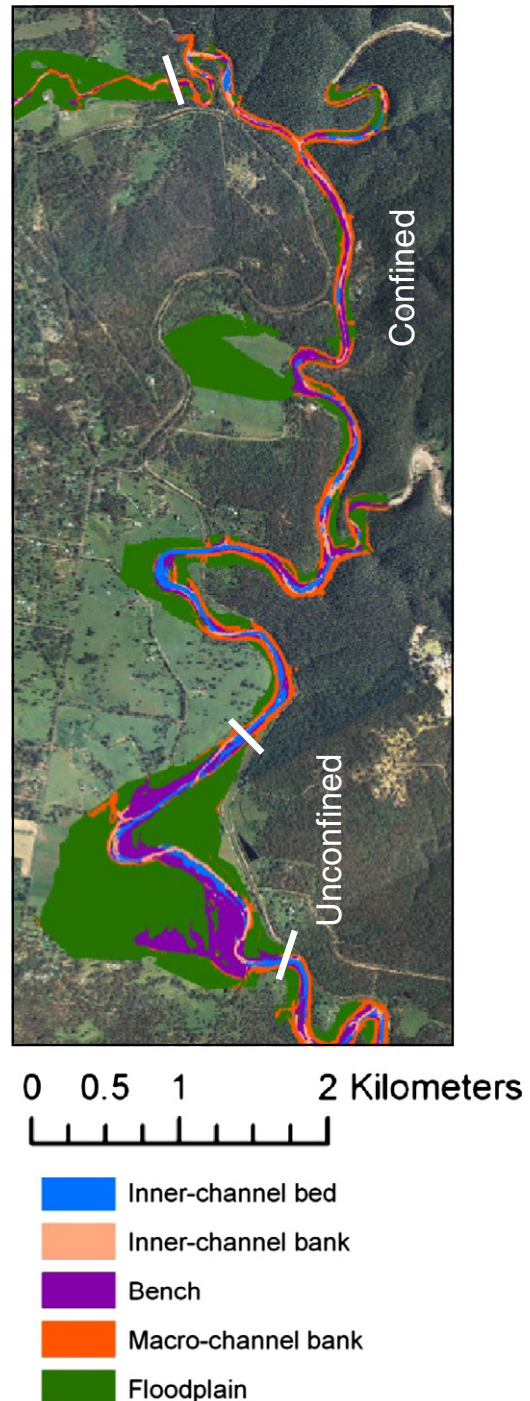 Confined
Unconfined
0 0.5 1 2 Kilometers
Inner-channel bed
Inner-channel bank
Bench
Macro-channel bank
Floodplain